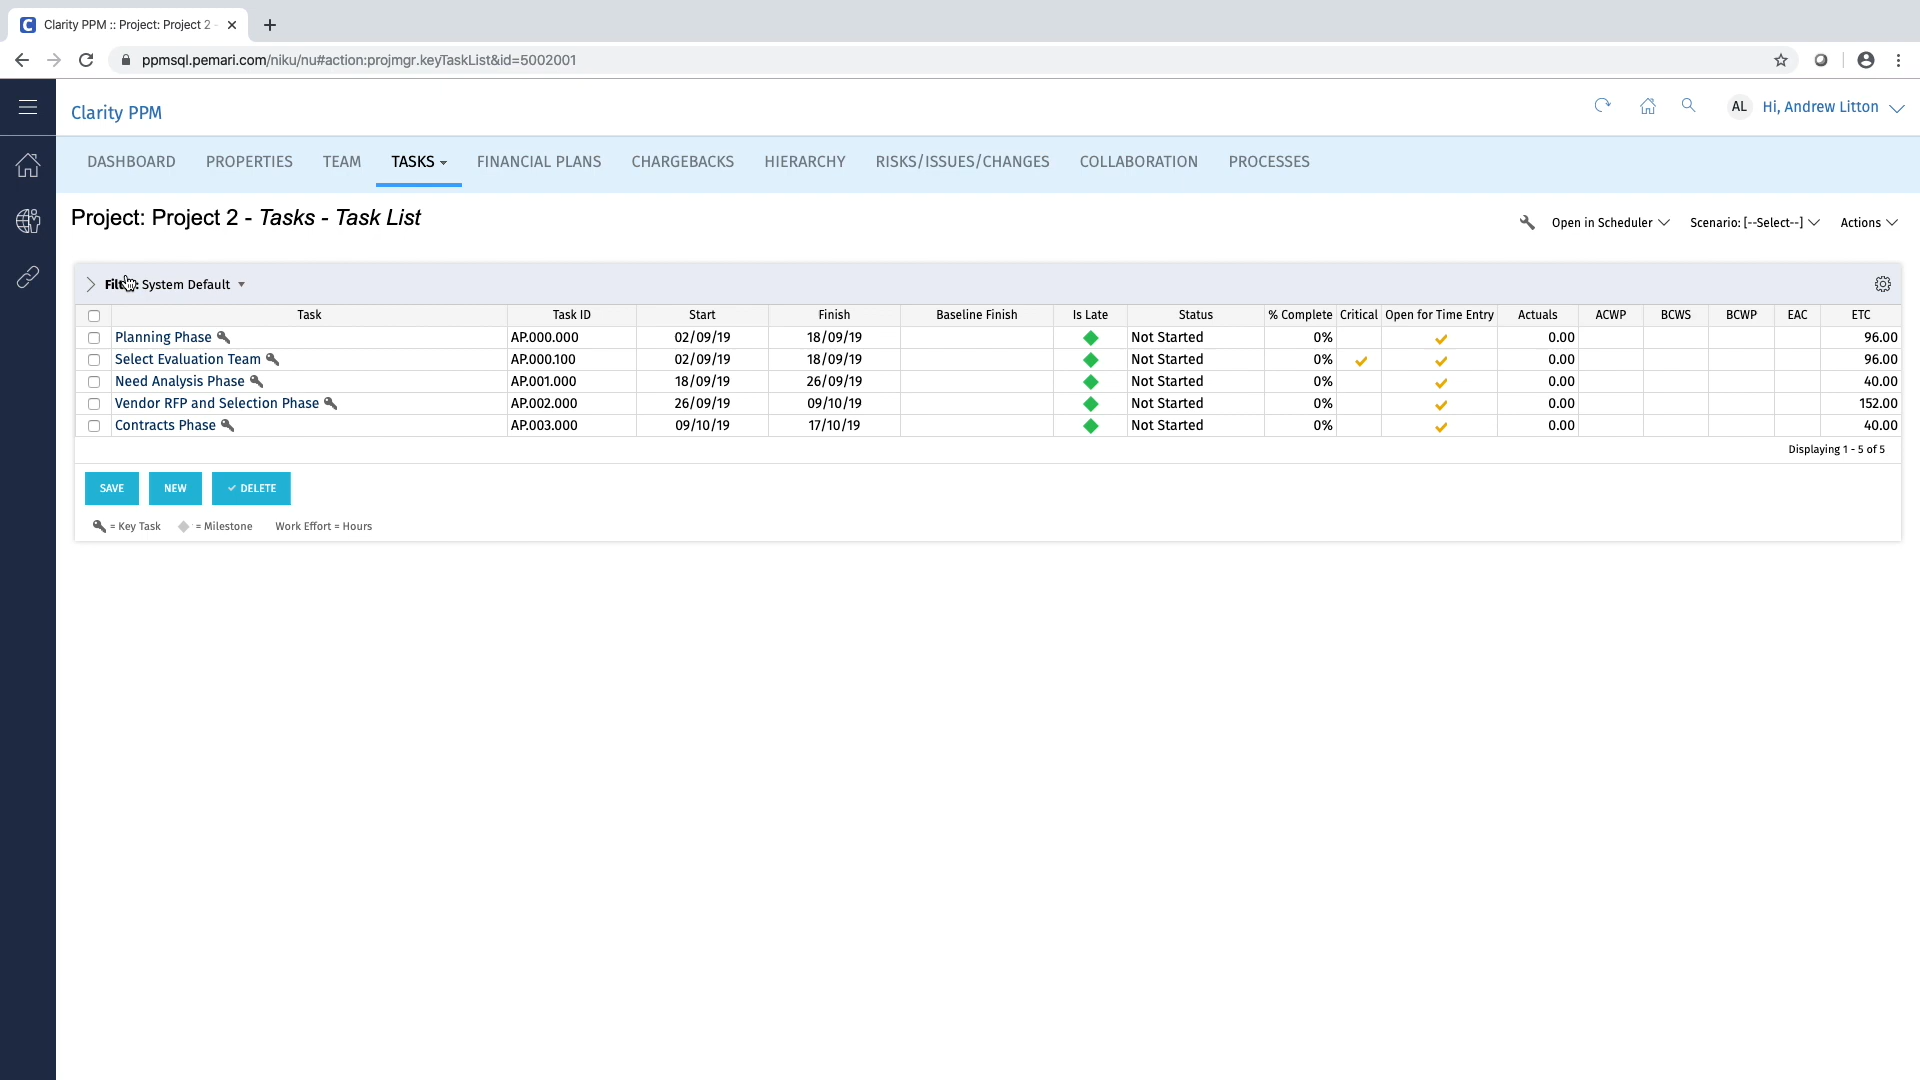 Clarity PPM :: Project: Project 2 -
ppmsql.pemari.com/niku/nu#action:projmgr.keyTaskList&id=5002001
Clarity PPM
AL Hi, Andrew Litton
DASHBOARD PROPERTIES TEAM TASKS FINANCIAL PLANS CHARGEBACKS HIERARCHY RISKS/ISSUES/CHANGES COLLABORATION PROCESSES
Project: Project 2 - Tasks - Task List
Open in Scheduler Scenario: [--Select--] Actions
System Default
Task Task ID Start Finish Baseline Finish Is Late Status % Complete Critical Open for Time Entry Actuals ACWP BCWS BCWP EAC ETC
Planning Phase AP.000.000 02/09/19 18/09/19 Not Started 0% 0.00 96.00
Select Evaluation Team AP.000.100 02/09/19 18/09/19 Not Started 0% 0.00 96.00
Need Analysis Phase AP.001.000 18/09/19 26/09/19 Not Started 0% 0.00 40.00
Vendor RFP and Selection Phase AP.002.000 26/09/19 09/10/19 Not Started 0% 0.00 152.00
Contracts Phase AP.003.000 09/10/19 17/10/19 Not Started 0% 0.00 40.00
Displaying 1 - 5 of 5
SAVE NEW DELETE
= Key Task = Milestone Work Effort = Hours